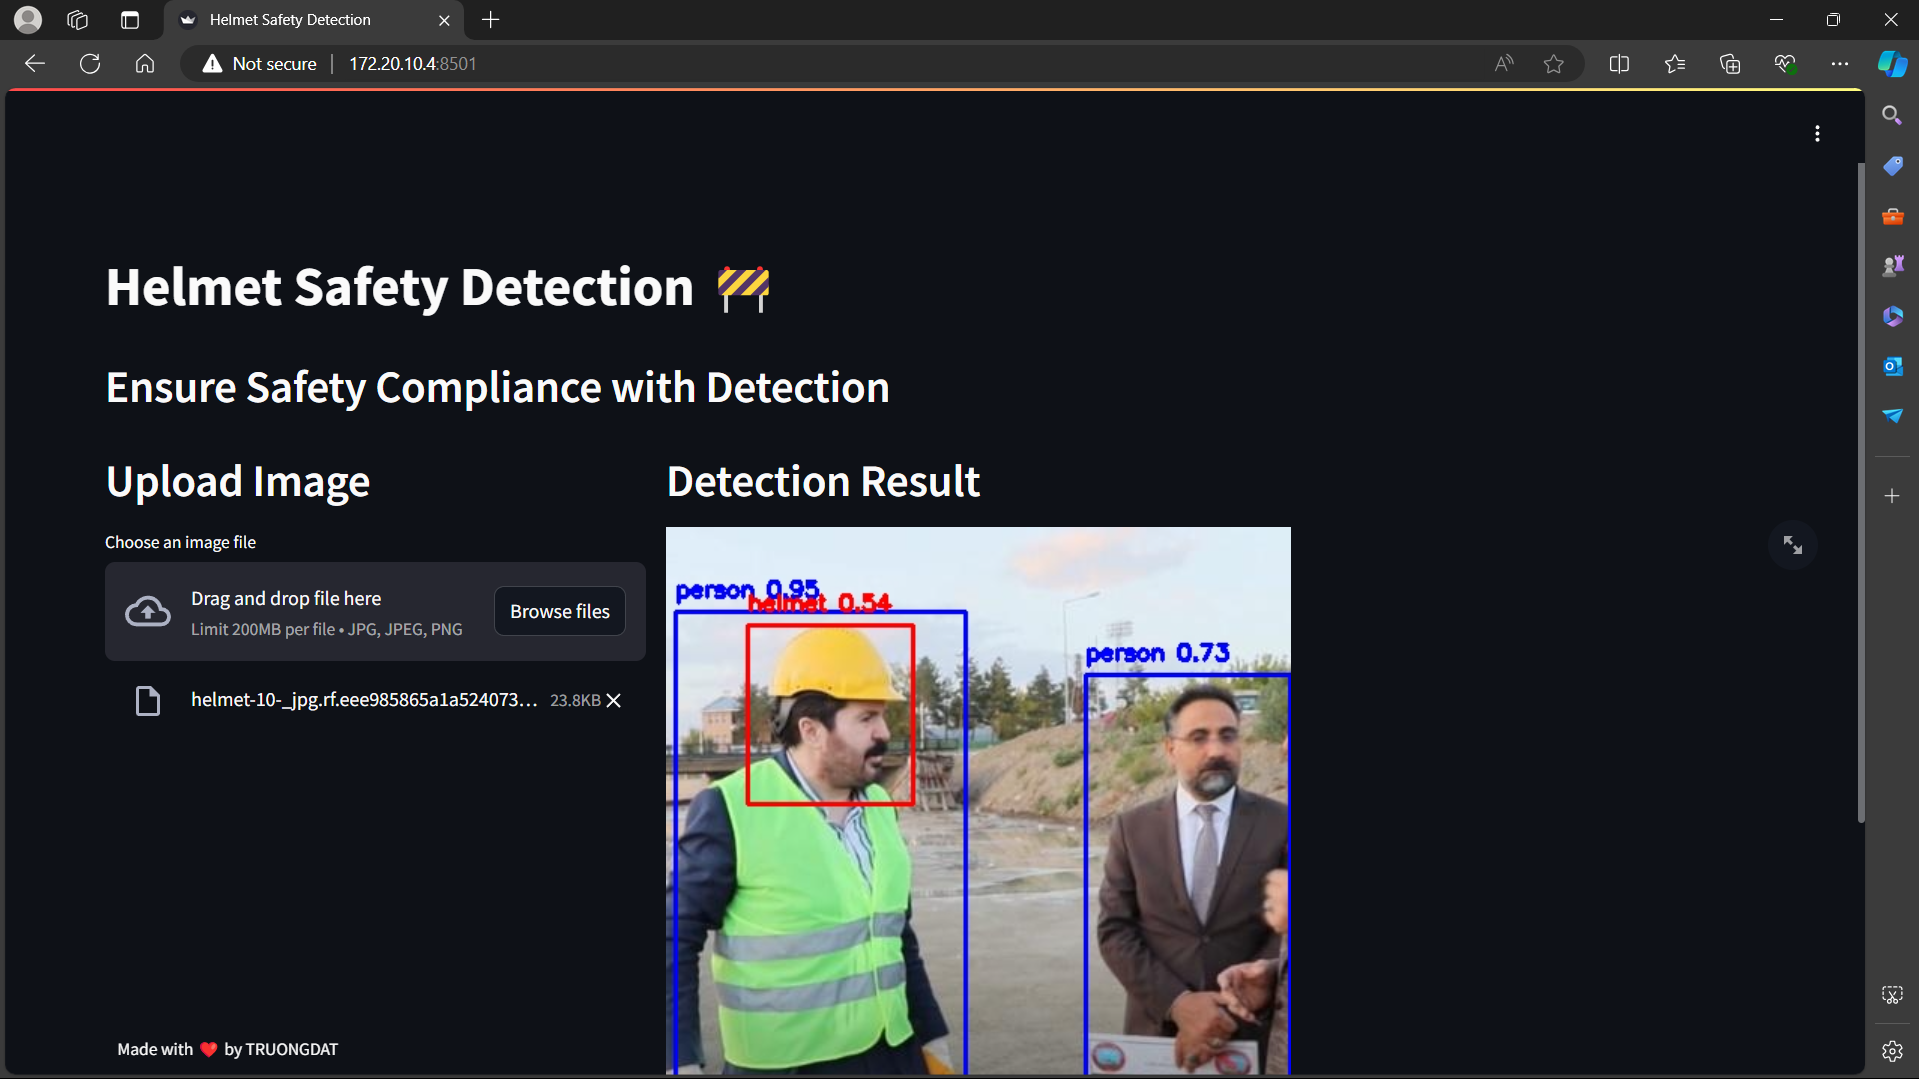 Helmet Safety Detection
Not secure
172.20.10.4:8501
Helmet Safety Detection
Ensure Safety Compliance with Detection
Upload Image
Choose an image file
Drag and drop file here
Limit 200MB per file • JPG, JPEG, PNG
Browse files
helmet-10-_jpg.rf.eee985865a1a524073... 23.8KB
Made with ❤ by TRUONGDAT
Detection Result
person 0.95
helmet 0.54
person 0.73